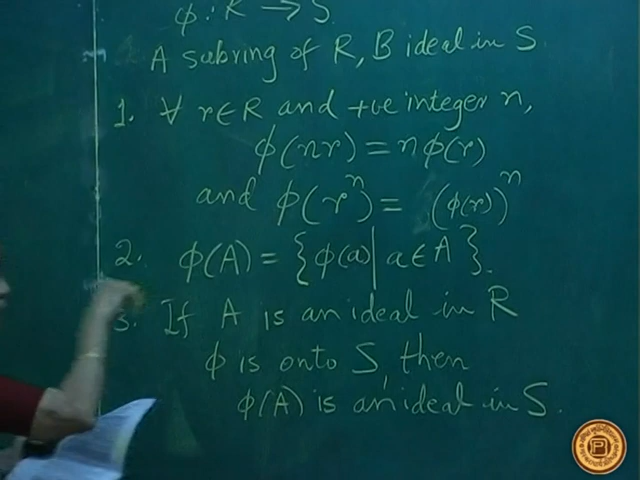 φ : R → S.
A subring of R, B ideal in S.
1. ∀ r ∈ R and +ve integer n,
φ(nr) = nφ(r)
and φ(r^n) = (φ(r))^n
2. φ(A) = {φ(a) | a ∈ A}.
3. If A is an ideal in R
φ is onto S, then
φ(A) is an ideal in S.